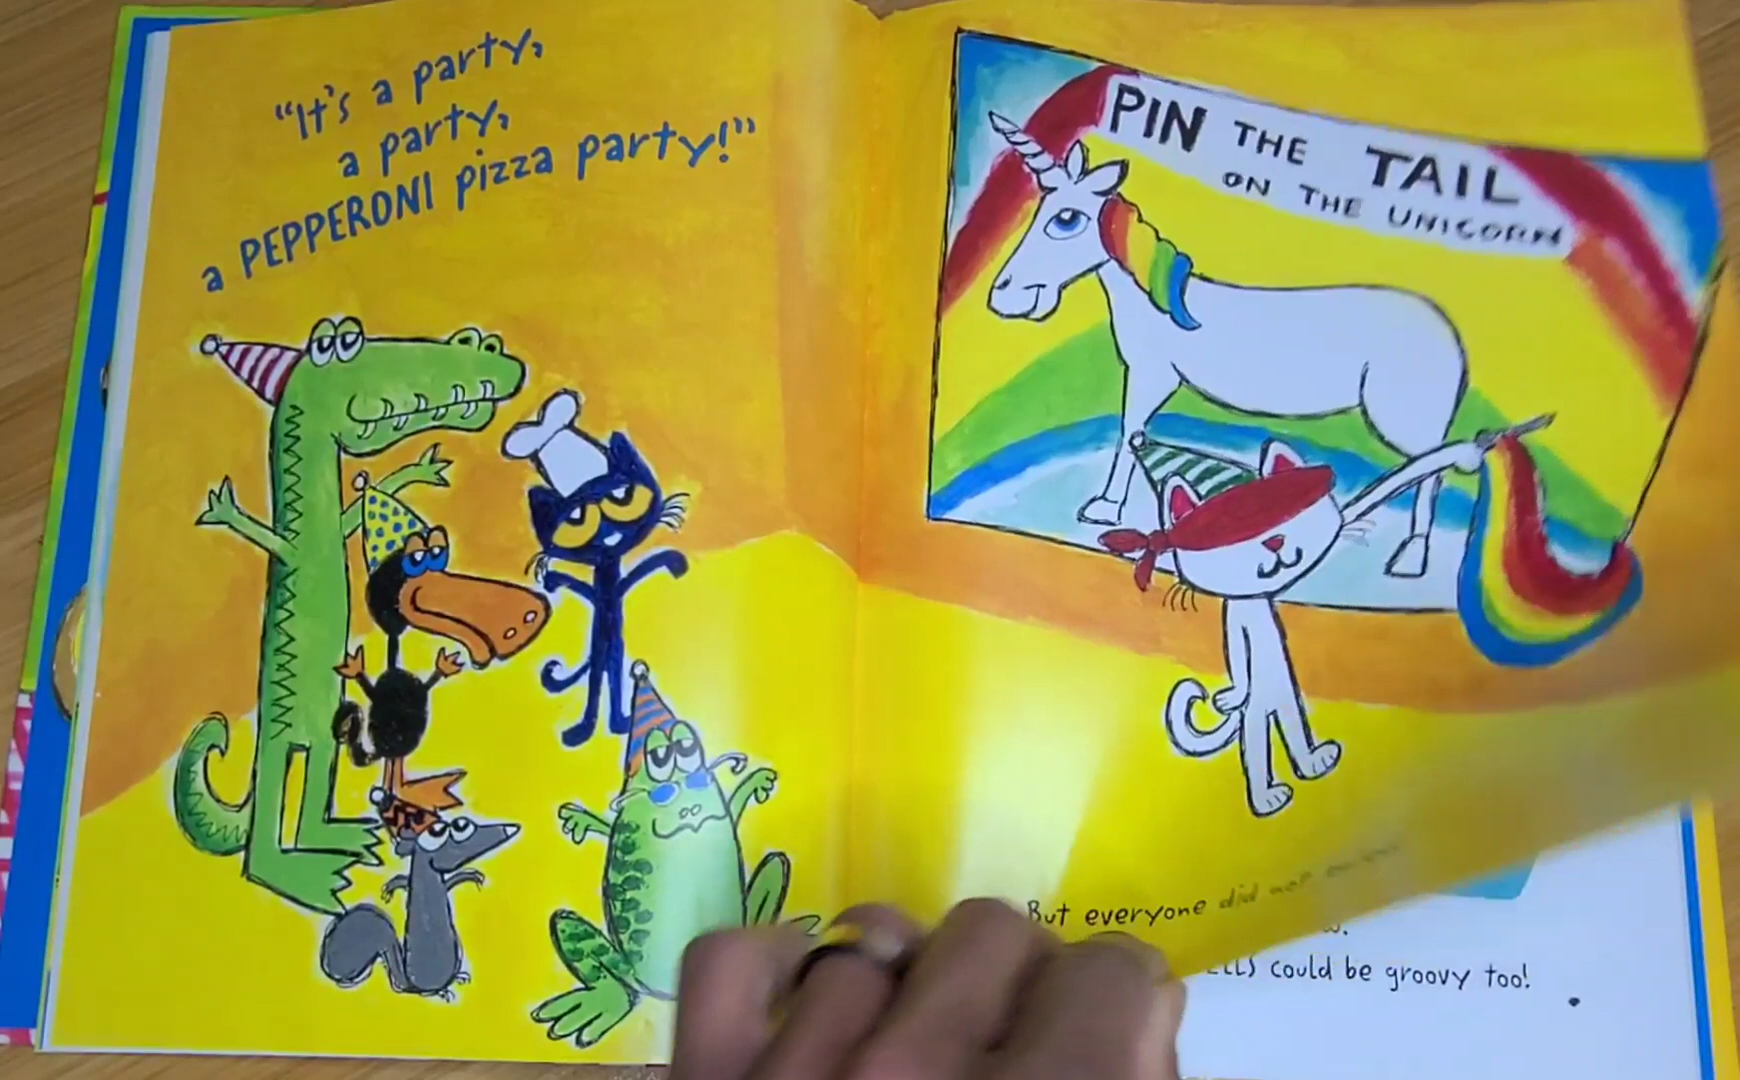 "It's a party,
a party,
a PEPPERONI pizza party!"
PIN THE TAIL
ON THE UNICORN
But everyone did not
could be groovy too!